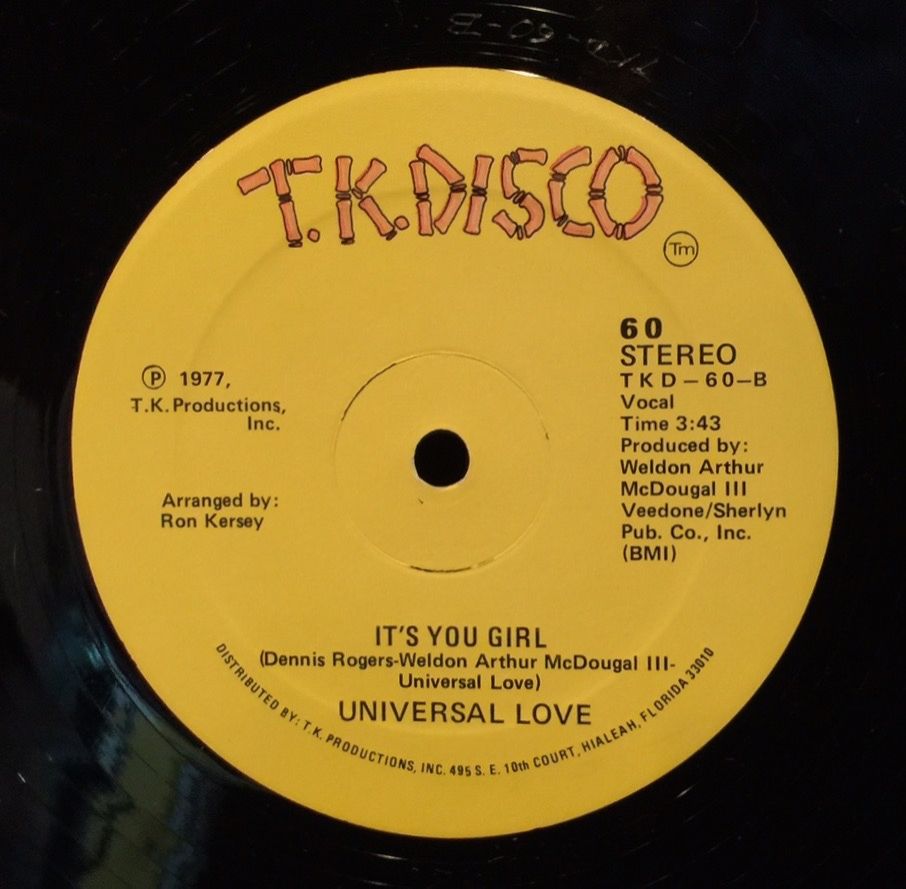 TKD-60-B
T.K. DISCO
Tm
60
STEREO
TKD–60–B
Vocal
Time 3:43
Produced by:
Weldon Arthur
McDougal III
Veedone/Sherlyn
Pub. Co., Inc.
(BMI)
Ⓟ 1977,
T.K. Productions,
Inc.
Arranged by:
Ron Kersey
IT'S YOU GIRL
(Dennis Rogers-Weldon Arthur McDougal III-
Universal Love)
UNIVERSAL LOVE
DISTRIBUTED BY: T.K. PRODUCTIONS, INC. 495 S. E. 10th COURT, HIALEAH, FLORIDA 33010